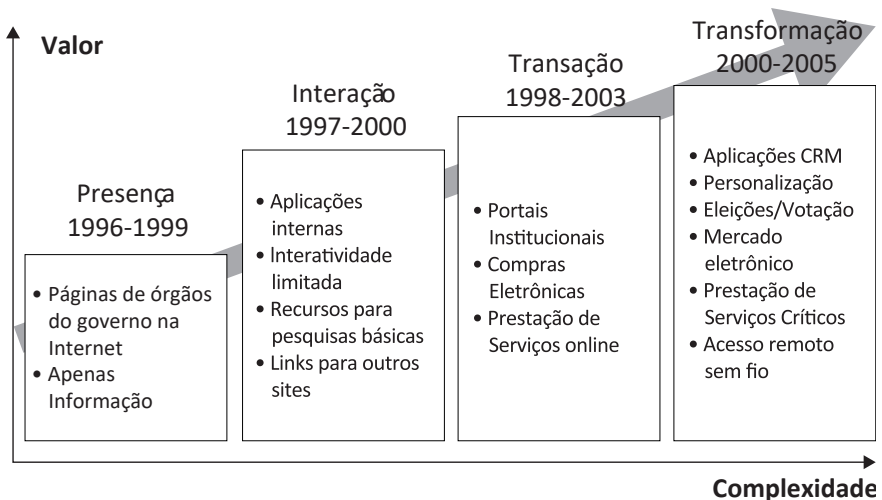 Valor
Presença
1996-1999
• Páginas de órgãos
do governo na
Internet
• Apenas
Informação
Interação
1997-2000
• Aplicações
internas
• Interatividade
limitada
• Recursos para
pesquisas básicas
• Links para outros
sites
Transação
1998-2003
• Portais
Institucionais
• Compras
Eletrônicas
• Prestação de
Serviços online
Transformação
2000-2005
• Aplicações CRM
• Personalização
• Eleições/Votação
• Mercado
eletrônico
• Prestação de
Serviços Críticos
• Acesso remoto
sem fio
Complexidade